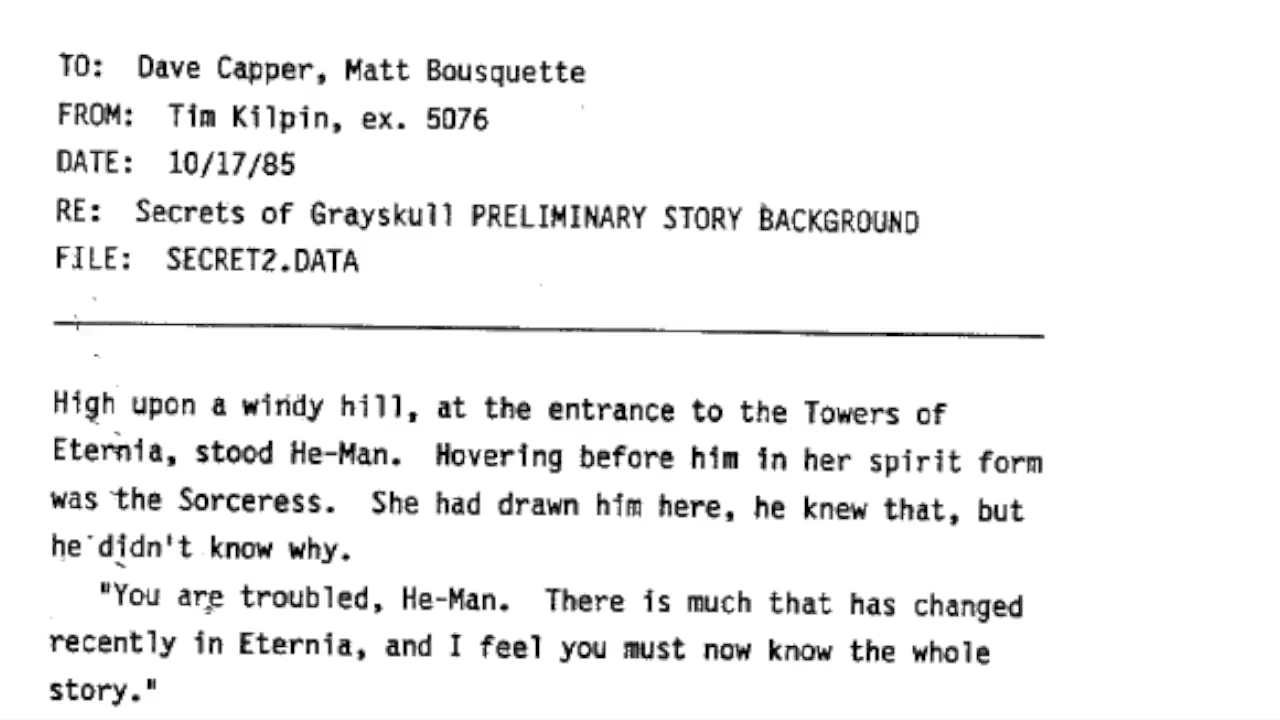 TO: Dave Capper, Matt Bousquette
FROM: Tim Kilpin, ex. 5076
DATE: 10/17/85
RE: Secrets of Grayskull PRELIMINARY STORY BACKGROUND
FILE: SECRET2.DATA
High upon a windy hill, at the entrance to the Towers of
Eternia, stood He-Man. Hovering before him in her spirit form
was the Sorceress. She had drawn him here, he knew that, but
he didn't know why.
"You are troubled, He-Man. There is much that has changed
recently in Eternia, and I feel you must now know the whole
story."